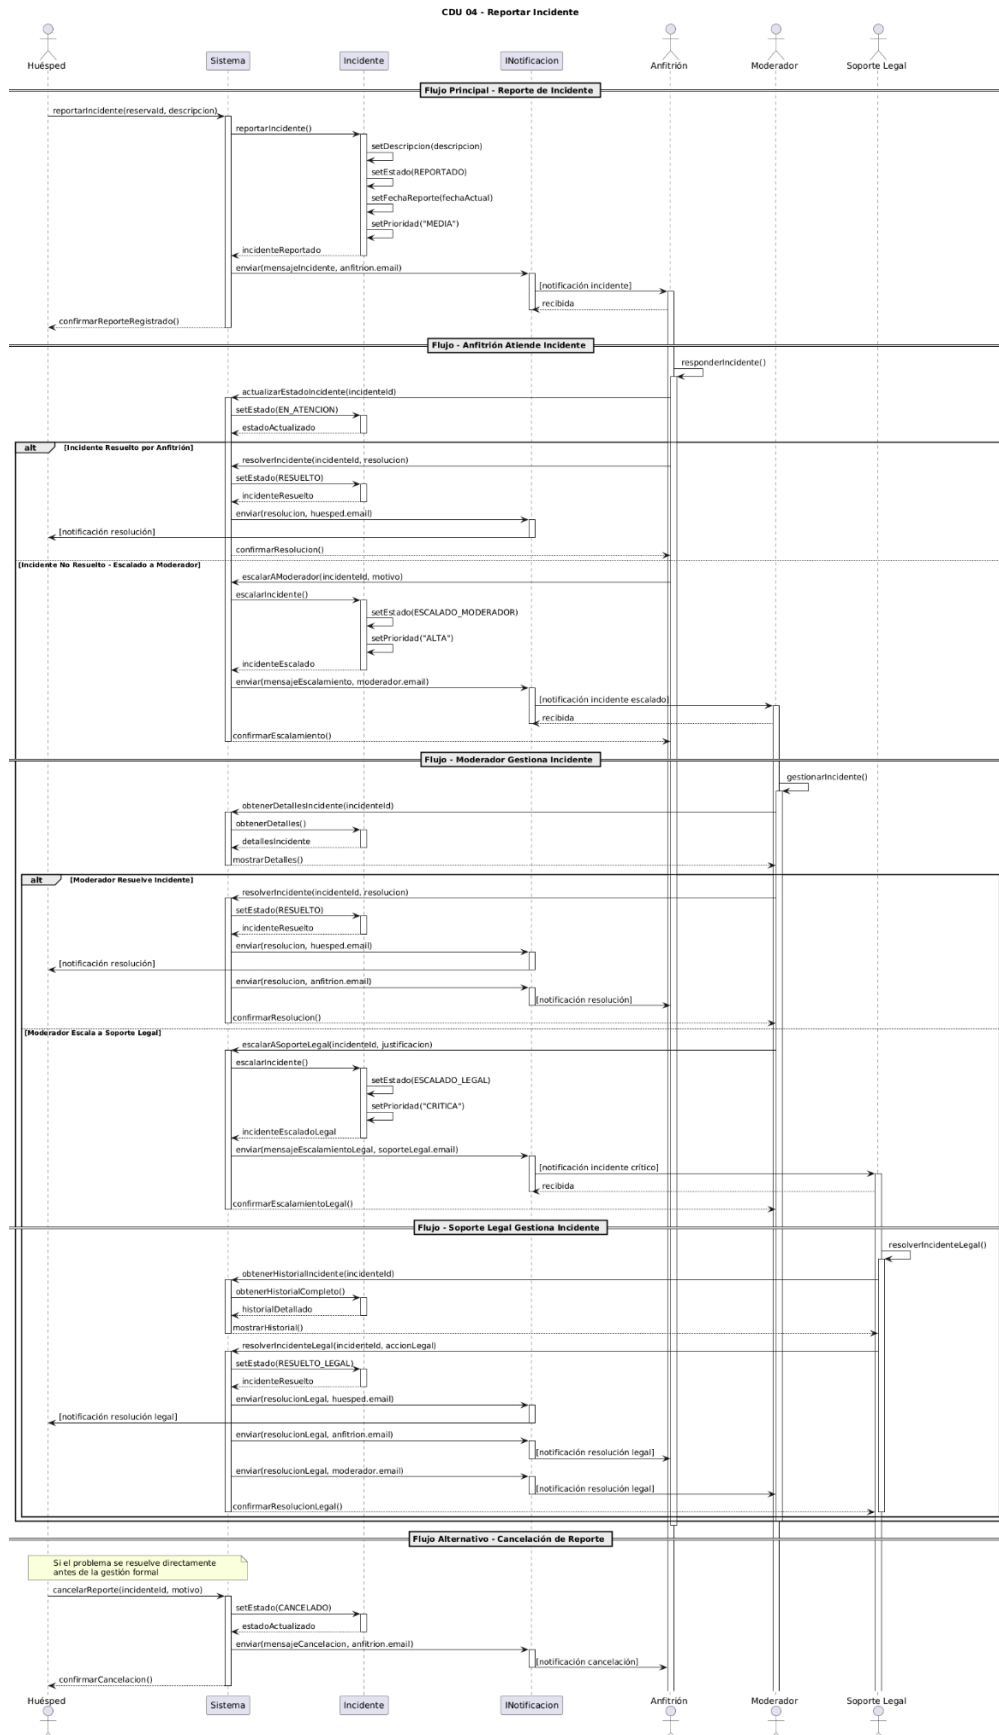 CDU 04 - Reportar Incidente
Huésped
Sistema
Incidente
INotificacion
Anfitrión
Moderador
Soporte Legal
Flujo Principal - Reporte de Incidente
reportarIncidente(reservaId, descripcion)
reportarIncidente()
setDescripcion(descripcion)
setEstado(REPORTADO)
setFechaReporte(fechaActual)
setPrioridad("MEDIA")
incidenteReportado
enviar(mensajeIncidente, anfitrion.email)
[notificación incidente]
recibida
confirmarReporteRegistrado()
Flujo - Anfitrión Atiende Incidente
responderIncidente()
actualizarEstadoIncidente(incidenteId)
setEstado(EN_ATENCION)
estadoActualizado
alt
[Incidente Resuelto por Anfitrión]
resolverIncidente(incidenteId, resolucion)
setEstado(RESUELTO)
incidenteResuelto
enviar(resolucion, huesped.email)
[notificación resolución]
confirmarResolucion()
[Incidente No Resuelto - Escalado a Moderador]
escalarAModerador(incidenteId, motivo)
escalarIncidente()
setEstado(ESCALADO_MODERADOR)
setPrioridad("ALTA")
incidenteEscalado
enviar(mensajeEscalamiento, moderador.email)
[notificación incidente escalado]
recibida
confirmarEscalamiento()
Flujo - Moderador Gestiona Incidente
gestionarIncidente()
obtenerDetallesIncidente(incidenteId)
obtenerDetalles()
detallesIncidente
mostrarDetalles()
alt
[Moderador Resuelve Incidente]
resolverIncidente(incidenteId, resolucion)
setEstado(RESUELTO)
incidenteResuelto
enviar(resolucion, huesped.email)
[notificación resolución]
enviar(resolucion, anfitrion.email)
[notificación resolución]
confirmarResolucion()
[Moderador Escala a Soporte Legal]
escalarASoporteLegal(incidenteId, justificacion)
escalarIncidente()
setEstado(ESCALADO_LEGAL)
setPrioridad("CRITICA")
incidenteEscaladoLegal
enviar(mensajeEscalamientoLegal, soporteLegal.email)
[notificación incidente crítico]
recibida
confirmarEscalamientoLegal()
Flujo - Soporte Legal Gestiona Incidente
resolverIncidenteLegal()
obtenerHistorialIncidente(incidenteId)
obtenerHistorialCompleto()
historialDetallado
mostrarHistorial()
resolverIncidenteLegal(incidenteId, accionLegal)
setEstado(RESUELTO_LEGAL)
incidenteResuelto
enviar(resolucionLegal, huesped.email)
[notificación resolución legal]
enviar(resolucionLegal, anfitrion.email)
[notificación resolución legal]
enviar(resolucionLegal, moderador.email)
[notificación resolución legal]
confirmarResolucionLegal()
Flujo Alternativo - Cancelación de Reporte
Si el problema se resuelve directamente
antes de la gestión formal
cancelarReporte(incidenteId, motivo)
setEstado(CANCELADO)
estadoActualizado
enviar(mensajeCancelacion, anfitrion.email)
[notificación cancelación]
confirmarCancelacion()
Huésped
Sistema
Incidente
INotificacion
Anfitrión
Moderador
Soporte Legal